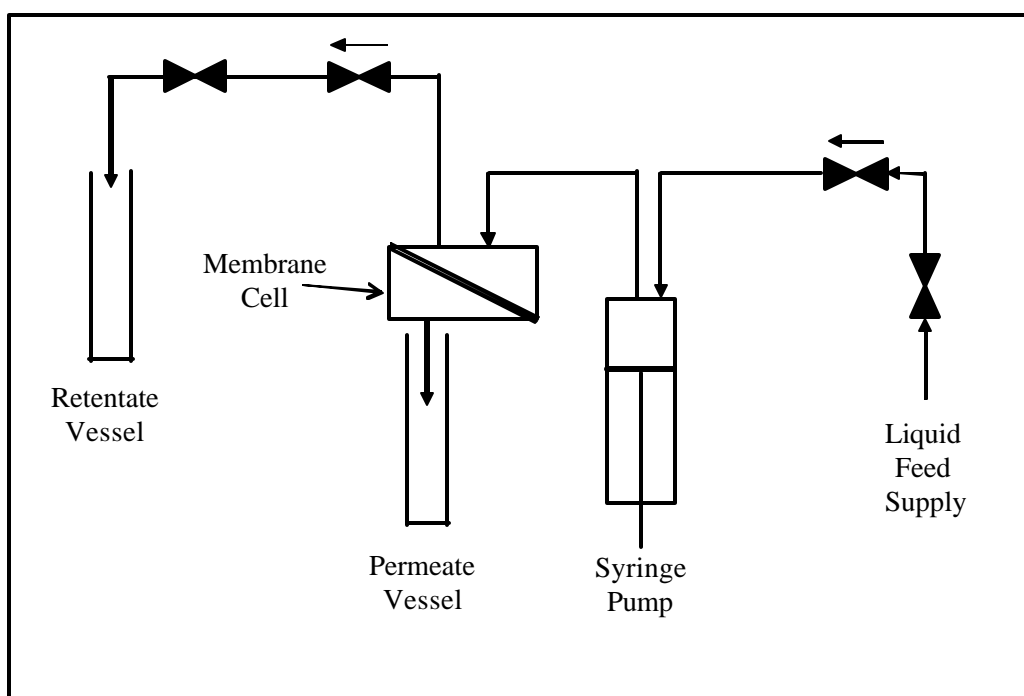 Membrane
Cell
Retentate
Vessel
Permeate
Vessel
Syringe
Pump
Liquid
Feed
Supply